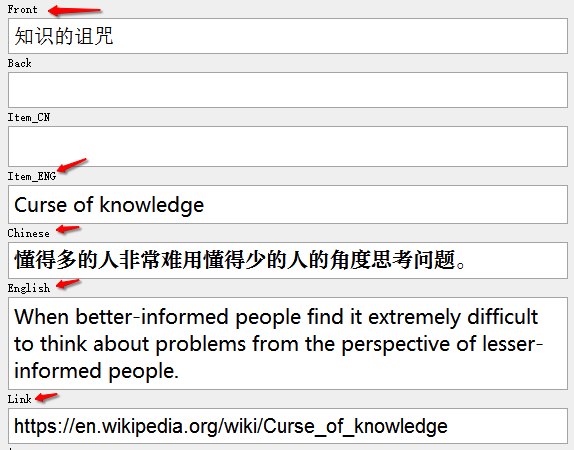 Front
知识的诅咒
Back
Item_CN
Item_ENG
Curse of knowledge
Chinese
懂得多的人非常难用懂得少的人的角度思考问题。
English
When better-informed people find it extremely difficult
to think about problems from the perspective of lesser-
informed people.
Link
https://en.wikipedia.org/wiki/Curse_of_knowledge